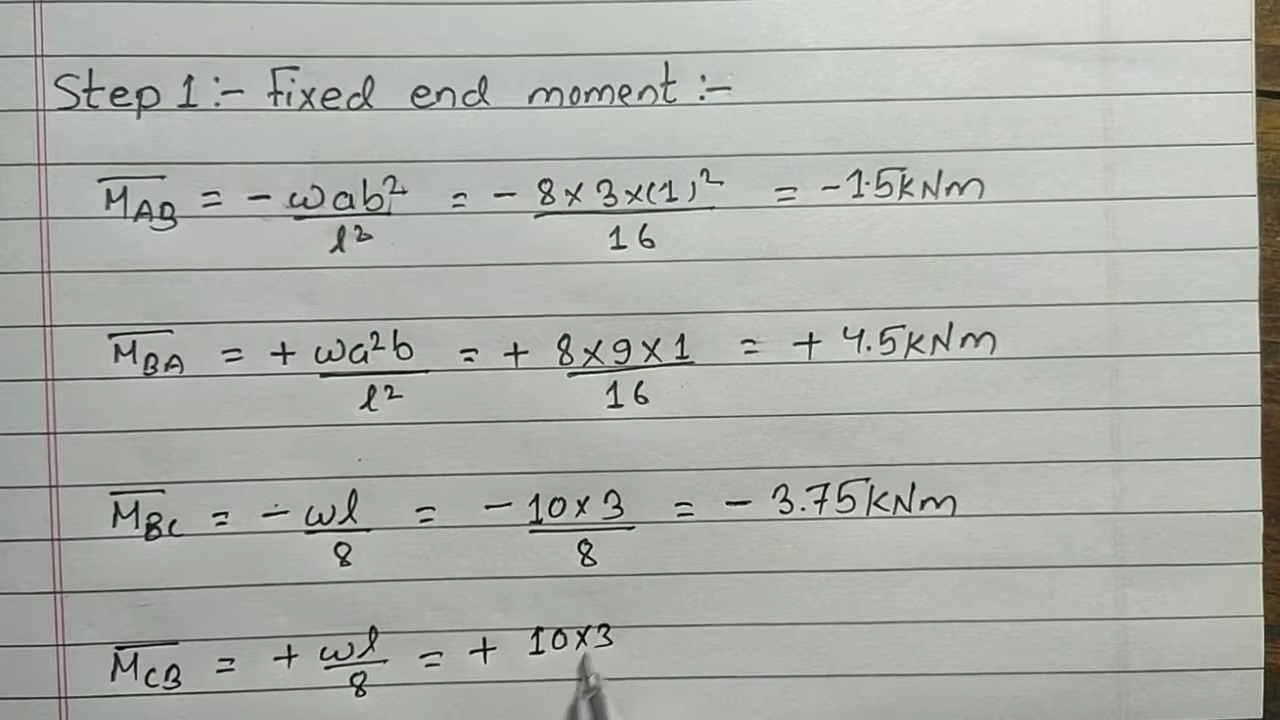 Step 1:- Fixed end moment:-
M̅AB = - wab²/l² = - 8×3×(1)²/16 = -1.5kNm
M̅BA = + wa²b/l² = + 8×9×1/16 = + 4.5kNm
M̅BC = - wl/8 = - 10×3/8 = - 3.75kNm
M̅CB = + wl/8 = + 10×3